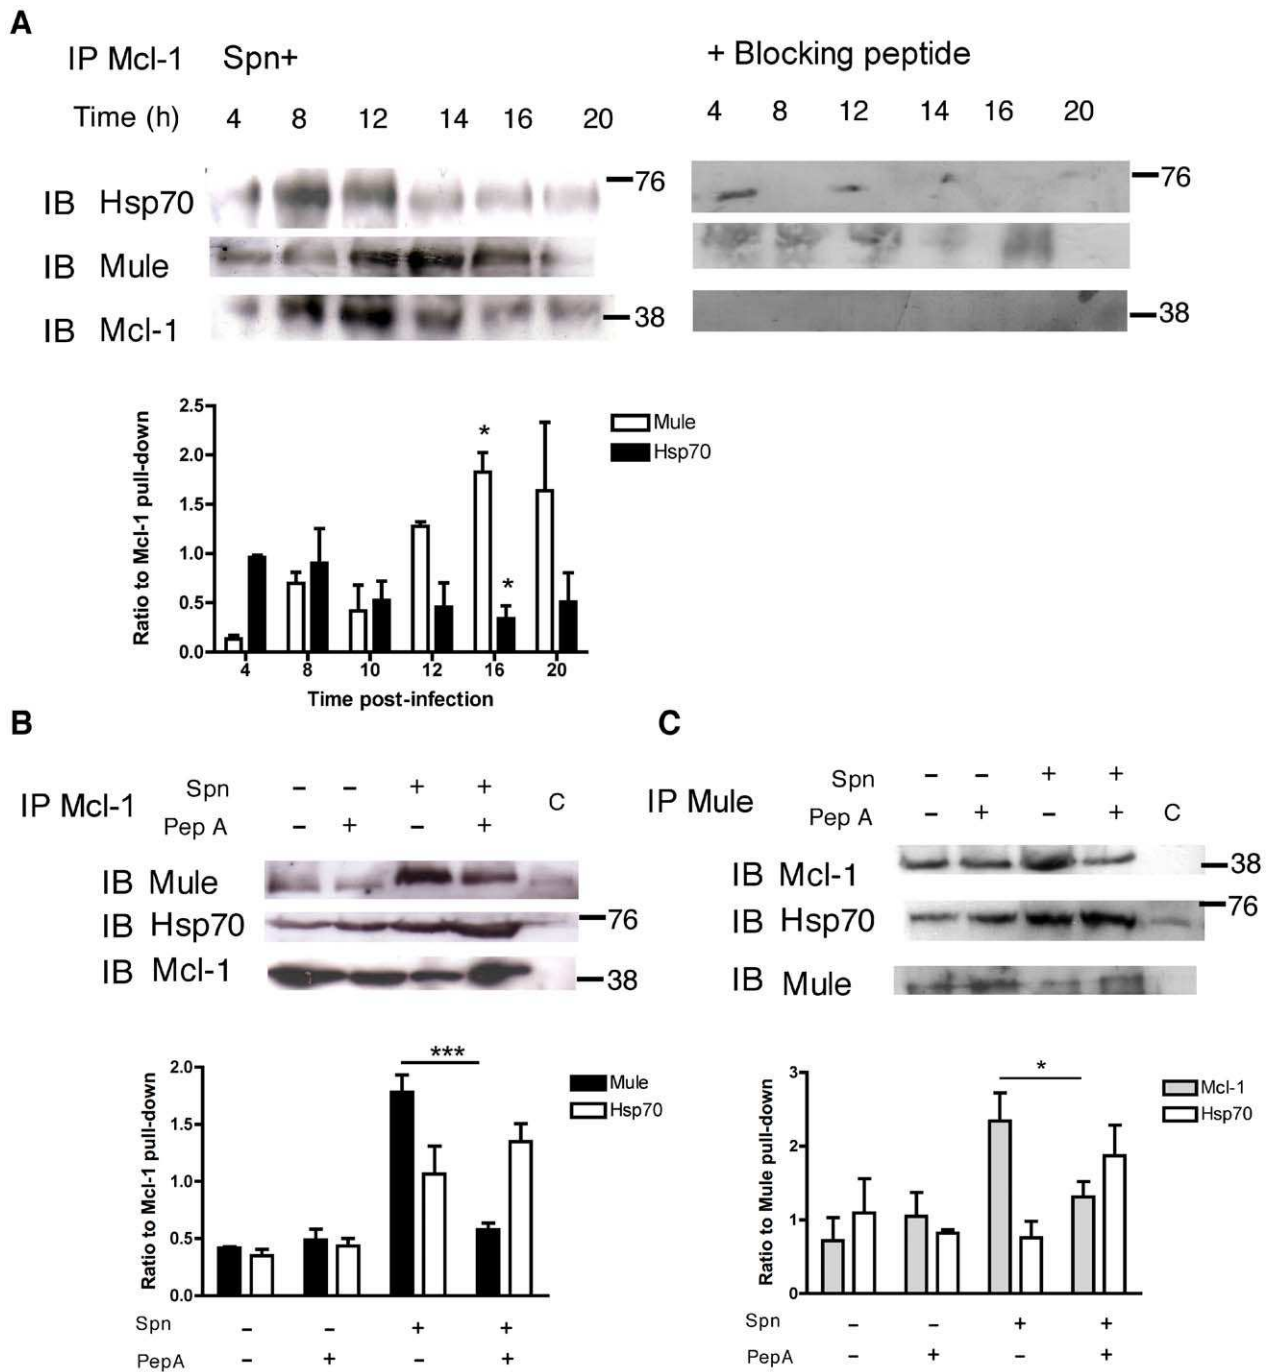 A
IP Mcl-1 Spn+ + Blocking peptide
Time (h) 4 8 12 14 16 20 4 8 12 14 16 20
IB Hsp70 76 76
IB Mule
IB Mcl-1 38 38
Ratio to Mcl-1 pull-down
2.5
2.0
1.5
1.0
0.5
0.0
* *
Mule
Hsp70
4 8 10 12 16 20
Time post-infection
B
IP Mcl-1
Spn – – + + C
Pep A – + – +
IB Mule
IB Hsp70 76
IB Mcl-1 38
Ratio to Mcl-1 pull-down
2.0
1.5
1.0
0.5
0.0
***
Mule
Hsp70
Spn – – + +
PepA – + – +
C
IP Mule
Spn – – + +
Pep A – + – + C
IB Mcl-1 38
IB Hsp70 76
IB Mule
Ratio to Mule pull-down
3
2
1
0
*
Mcl-1
Hsp70
Spn – – + +
PepA – + – +